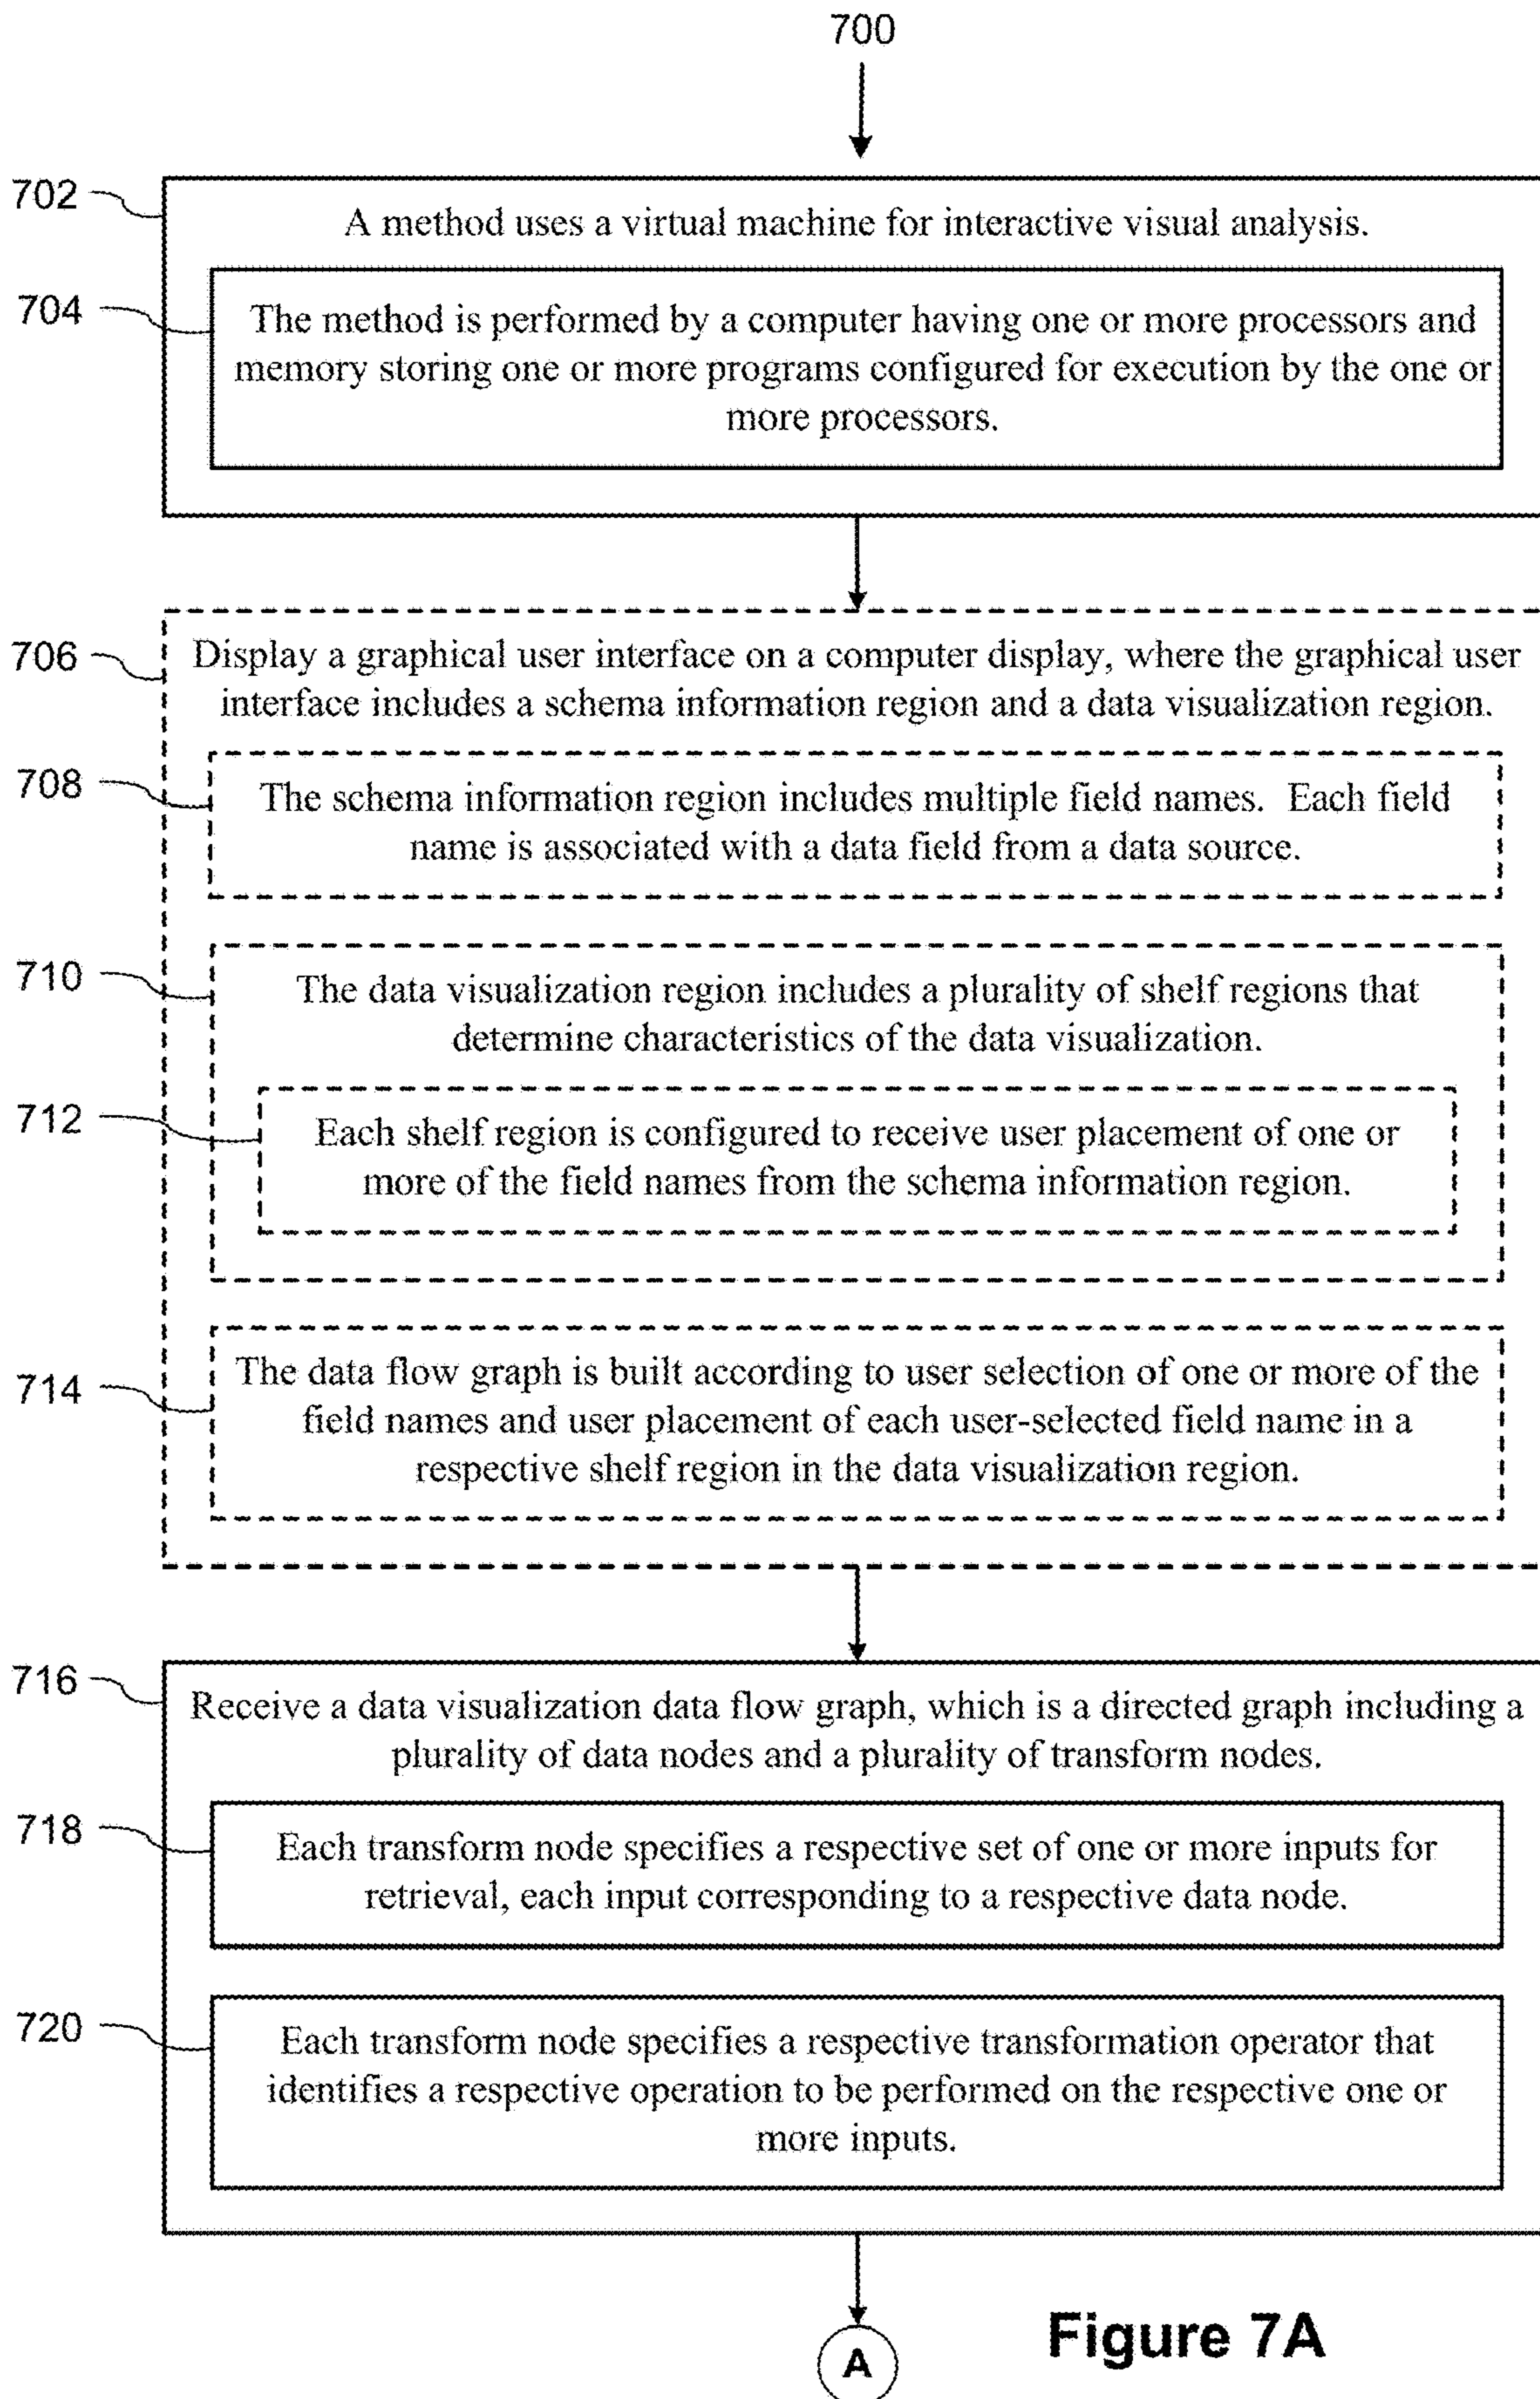 700
702
A method uses a virtual machine for interactive visual analysis.
704
The method is performed by a computer having one or more processors and
memory storing one or more programs configured for execution by the one or
more processors.
706
Display a graphical user interface on a computer display, where the graphical user
interface includes a schema information region and a data visualization region.
708
The schema information region includes multiple field names.  Each field
name is associated with a data field from a data source.
710
The data visualization region includes a plurality of shelf regions that
determine characteristics of the data visualization.
712
Each shelf region is configured to receive user placement of one or
more of the field names from the schema information region.
714
The data flow graph is built according to user selection of one or more of the
field names and user placement of each user-selected field name in a
respective shelf region in the data visualization region.
716
Receive a data visualization data flow graph, which is a directed graph including a
plurality of data nodes and a plurality of transform nodes.
718
Each transform node specifies a respective set of one or more inputs for
retrieval, each input corresponding to a respective data node.
720
Each transform node specifies a respective transformation operator that
identifies a respective operation to be performed on the respective one or
more inputs.
Figure 7A
A